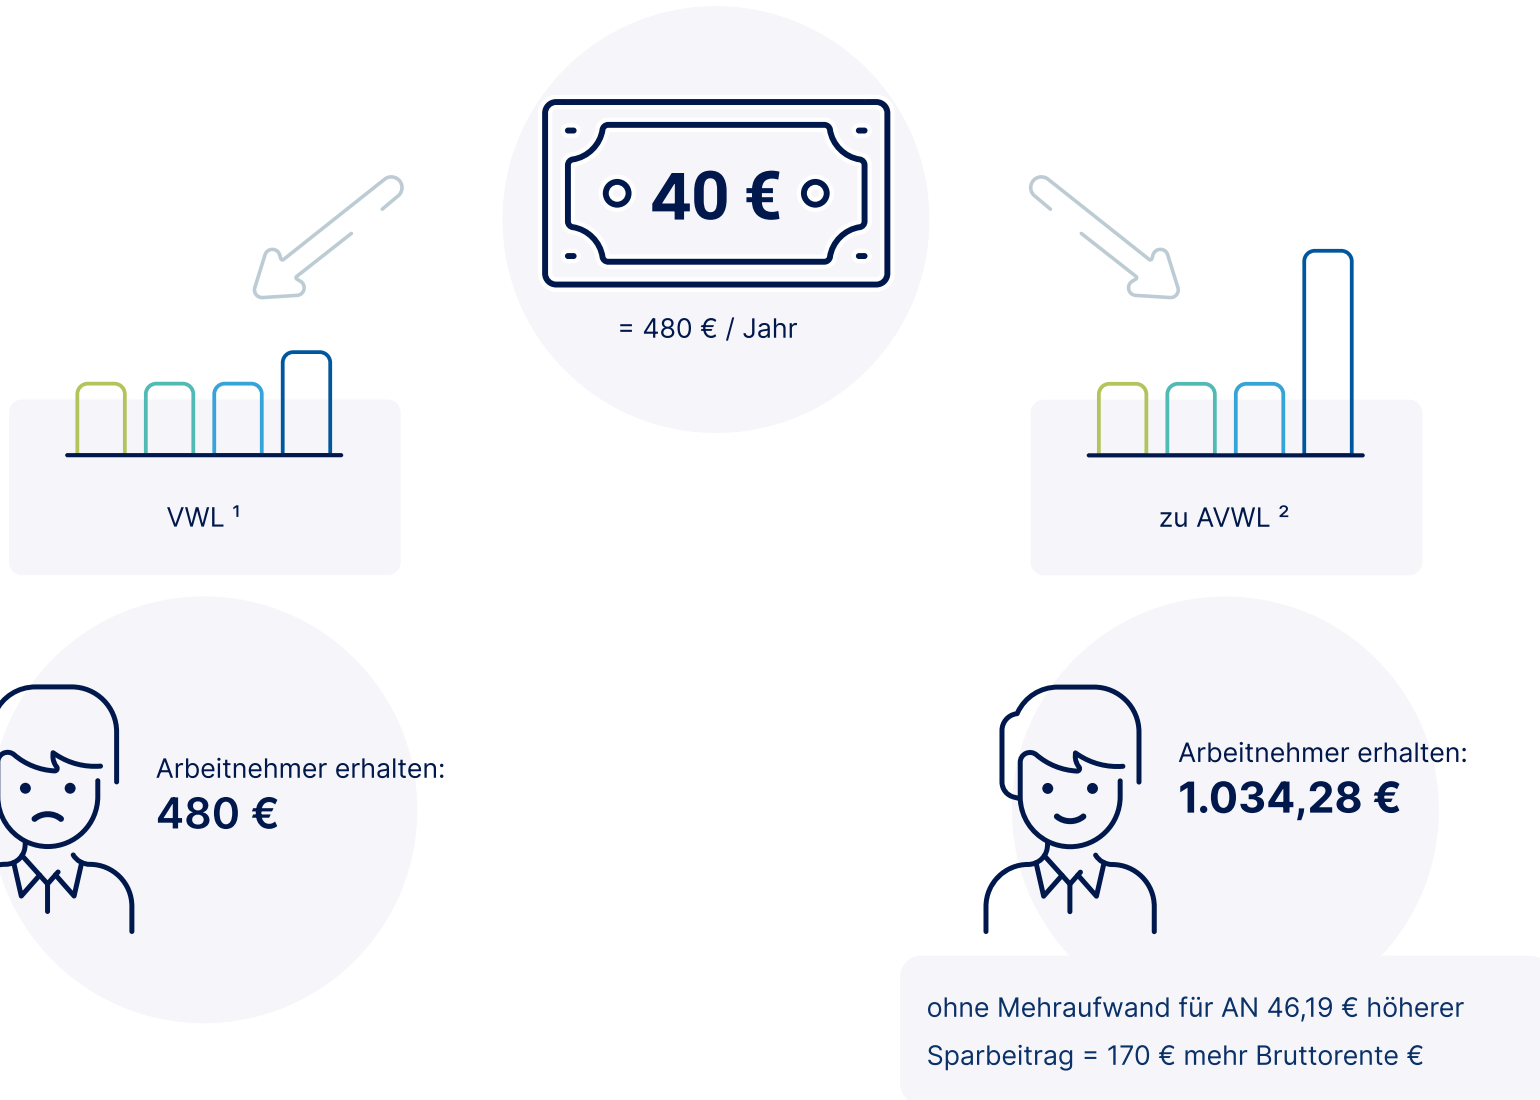 40 €
= 480 € / Jahr
VWL ¹
zu AVWL ²
Arbeitnehmer erhalten:
480 €
Arbeitnehmer erhalten:
1.034,28 €
ohne Mehraufwand für AN 46,19 € höherer
Sparbeitrag = 170 € mehr Bruttorente €